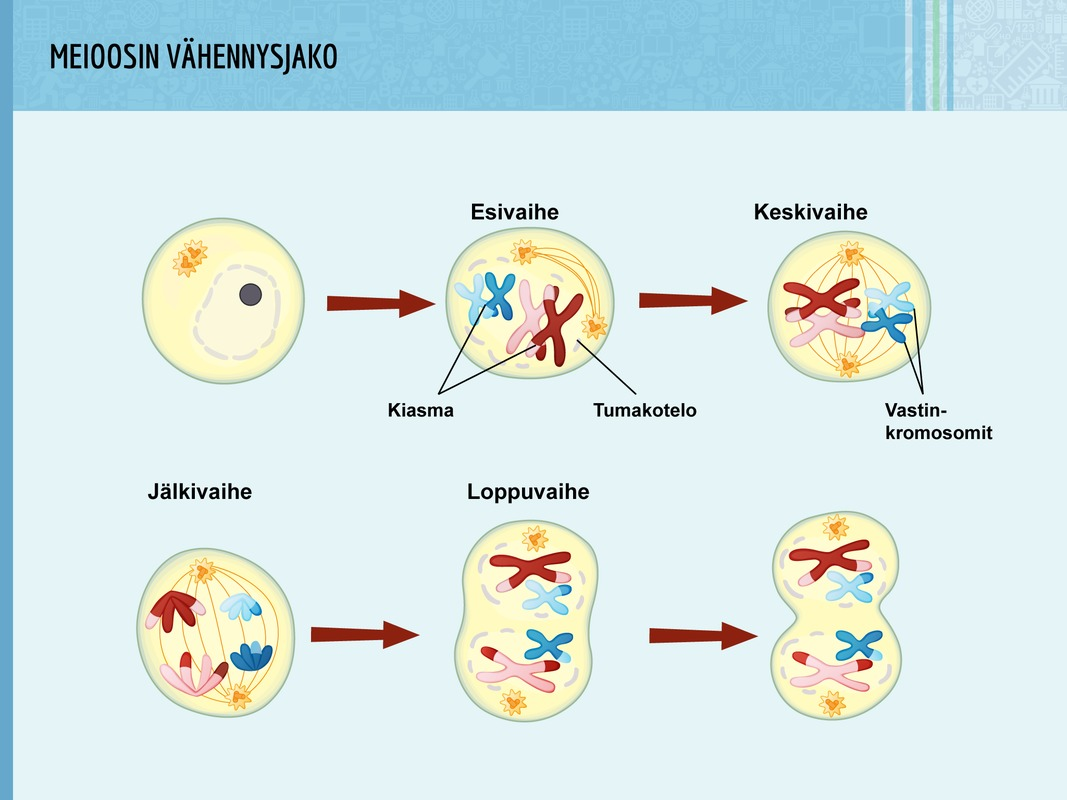 MEIOOSIN VÄHENNYSJAKO
Esivaihe
Keskivaihe
Kiasma
Tumakotelo
Vastin-
kromosomit
Jälkivaihe
Loppuvaihe